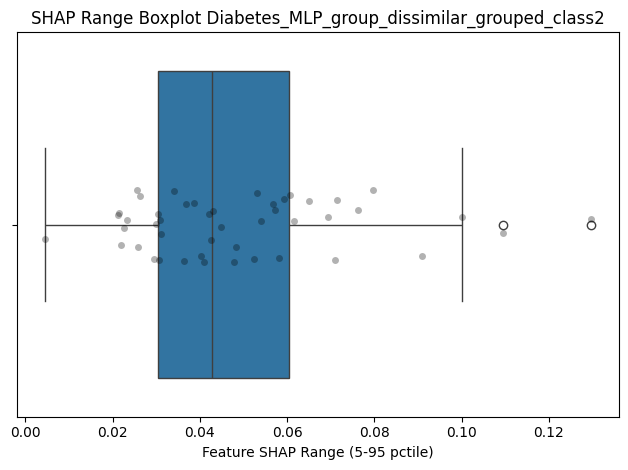 SHAP Range Boxplot Diabetes_MLP_group_dissimilar_grouped_class2
0.00 0.02 0.04 0.06 0.08 0.10 0.12
Feature SHAP Range (5-95 pctile)